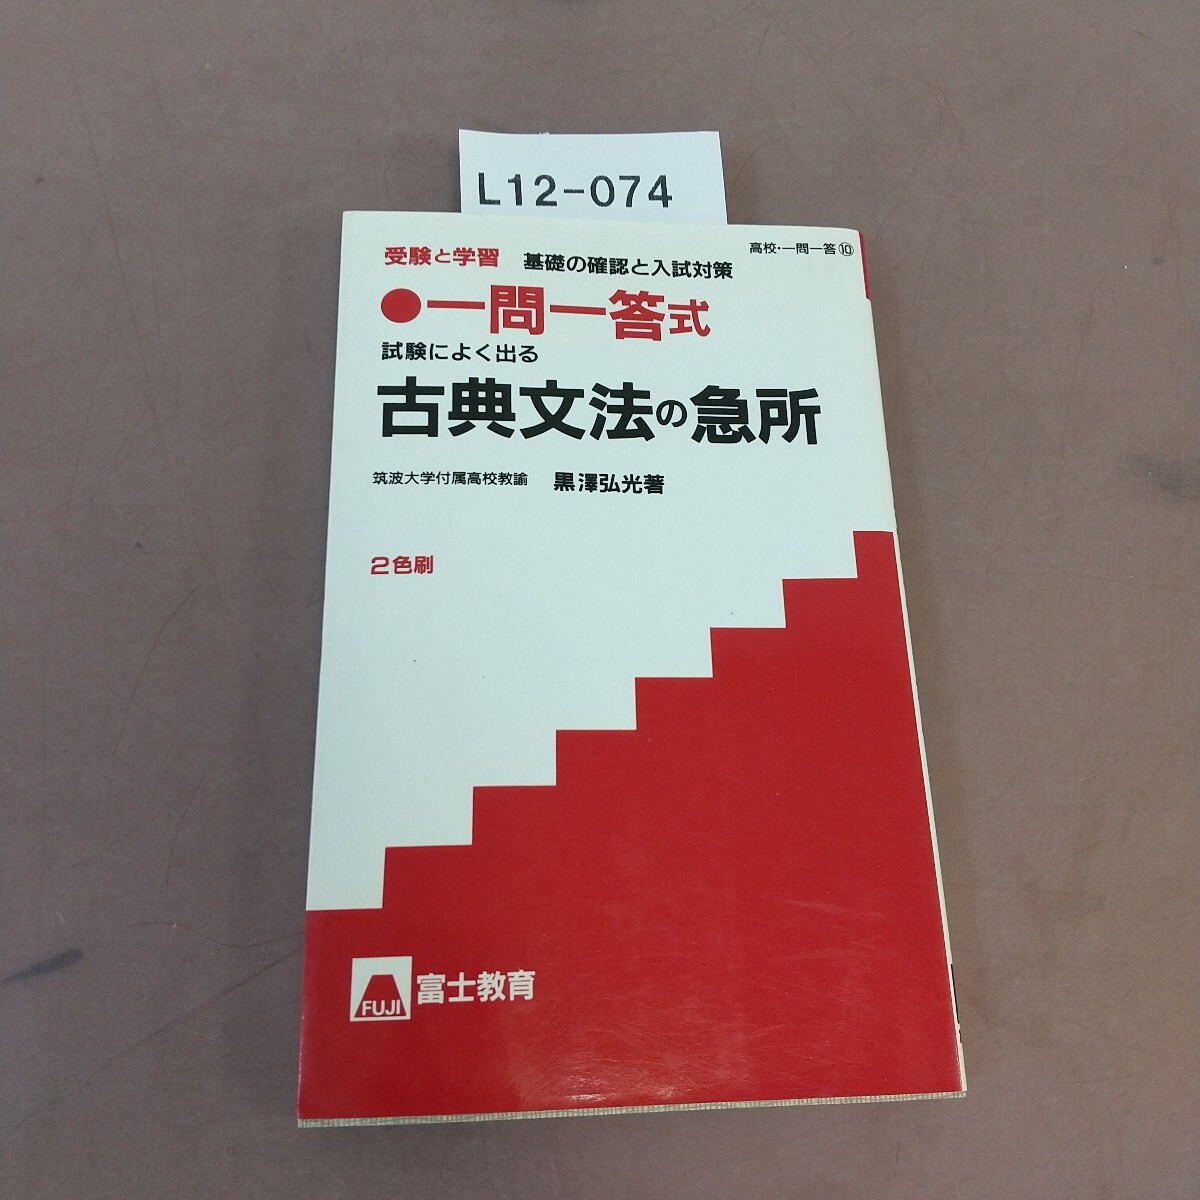 L12-074
高校・一問一答⑩
受験と学習 基礎の確認と入試対策
●一問一答式
試験によく出る
古典文法の急所
筑波大学付属高校教諭 黒澤弘光著
2色刷
FUJI 富士教育